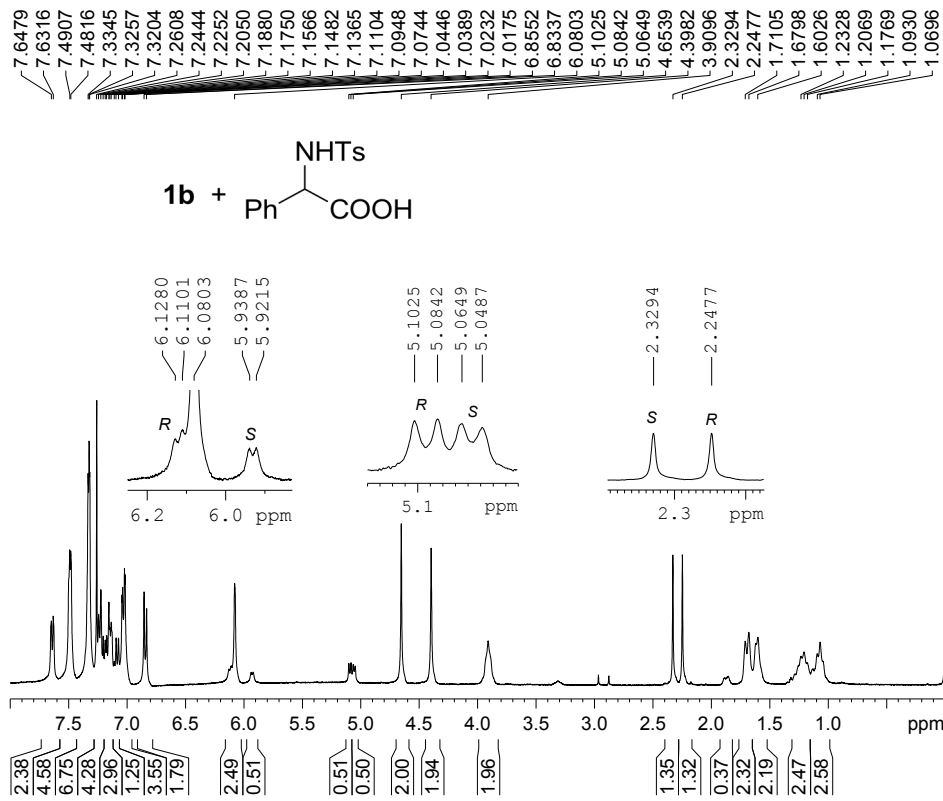 7.6479 7.6316 7.4907 7.4816 7.3345 7.3257 7.3204 7.2608 7.2444 7.2252 7.2050 7.1880 7.1750 7.1566 7.1482 7.1365 7.1104 7.0948 7.0744 7.0446 7.0389 7.0232 7.0175 6.8552 6.8337 6.0803 5.1025 5.0842 5.0649 4.6539 4.3982 3.9096 2.3294 2.2477 1.7105 1.6798 1.6026 1.2328 1.2069 1.1769 1.0930 1.0696
NHTs
1b +
Ph COOH
6.1280 6.1101 6.0803 5.9387 5.9215
5.1025 5.0842 5.0649 5.0487
2.3294 2.2477
R S
R S
S R
6.2 6.0 ppm
5.1 ppm
2.3 ppm
7.5 7.0 6.5 6.0 5.5 5.0 4.5 4.0 3.5 3.0 2.5 2.0 1.5 1.0 ppm
2.38 4.58 6.75 4.28 2.96 1.25 3.55 1.79 2.49 0.51 0.51 0.50 2.00 1.94 1.96 1.35 1.32 0.37 2.32 2.19 2.47 2.58